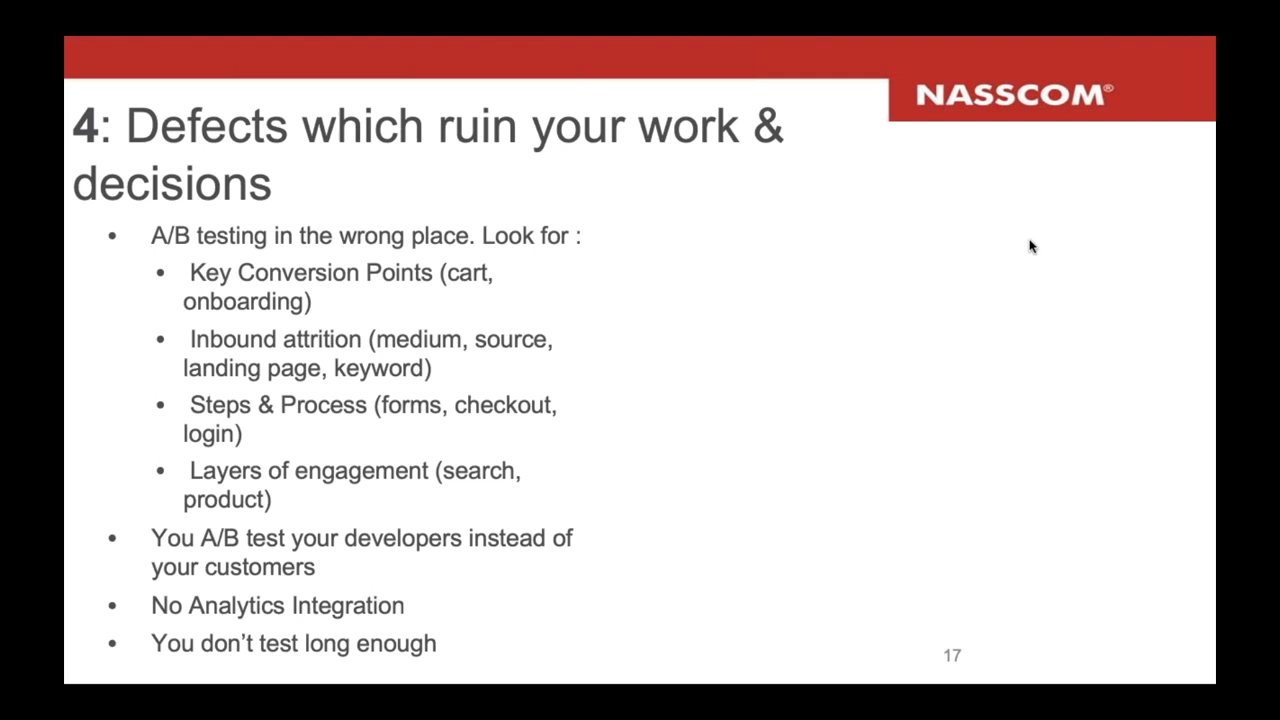 NASSCOM®
4: Defects which ruin your work &
decisions
• A/B testing in the wrong place. Look for :
• Key Conversion Points (cart,
onboarding)
• Inbound attrition (medium, source,
landing page, keyword)
• Steps & Process (forms, checkout,
login)
• Layers of engagement (search,
product)
• You A/B test your developers instead of
your customers
• No Analytics Integration
• You don’t test long enough
17